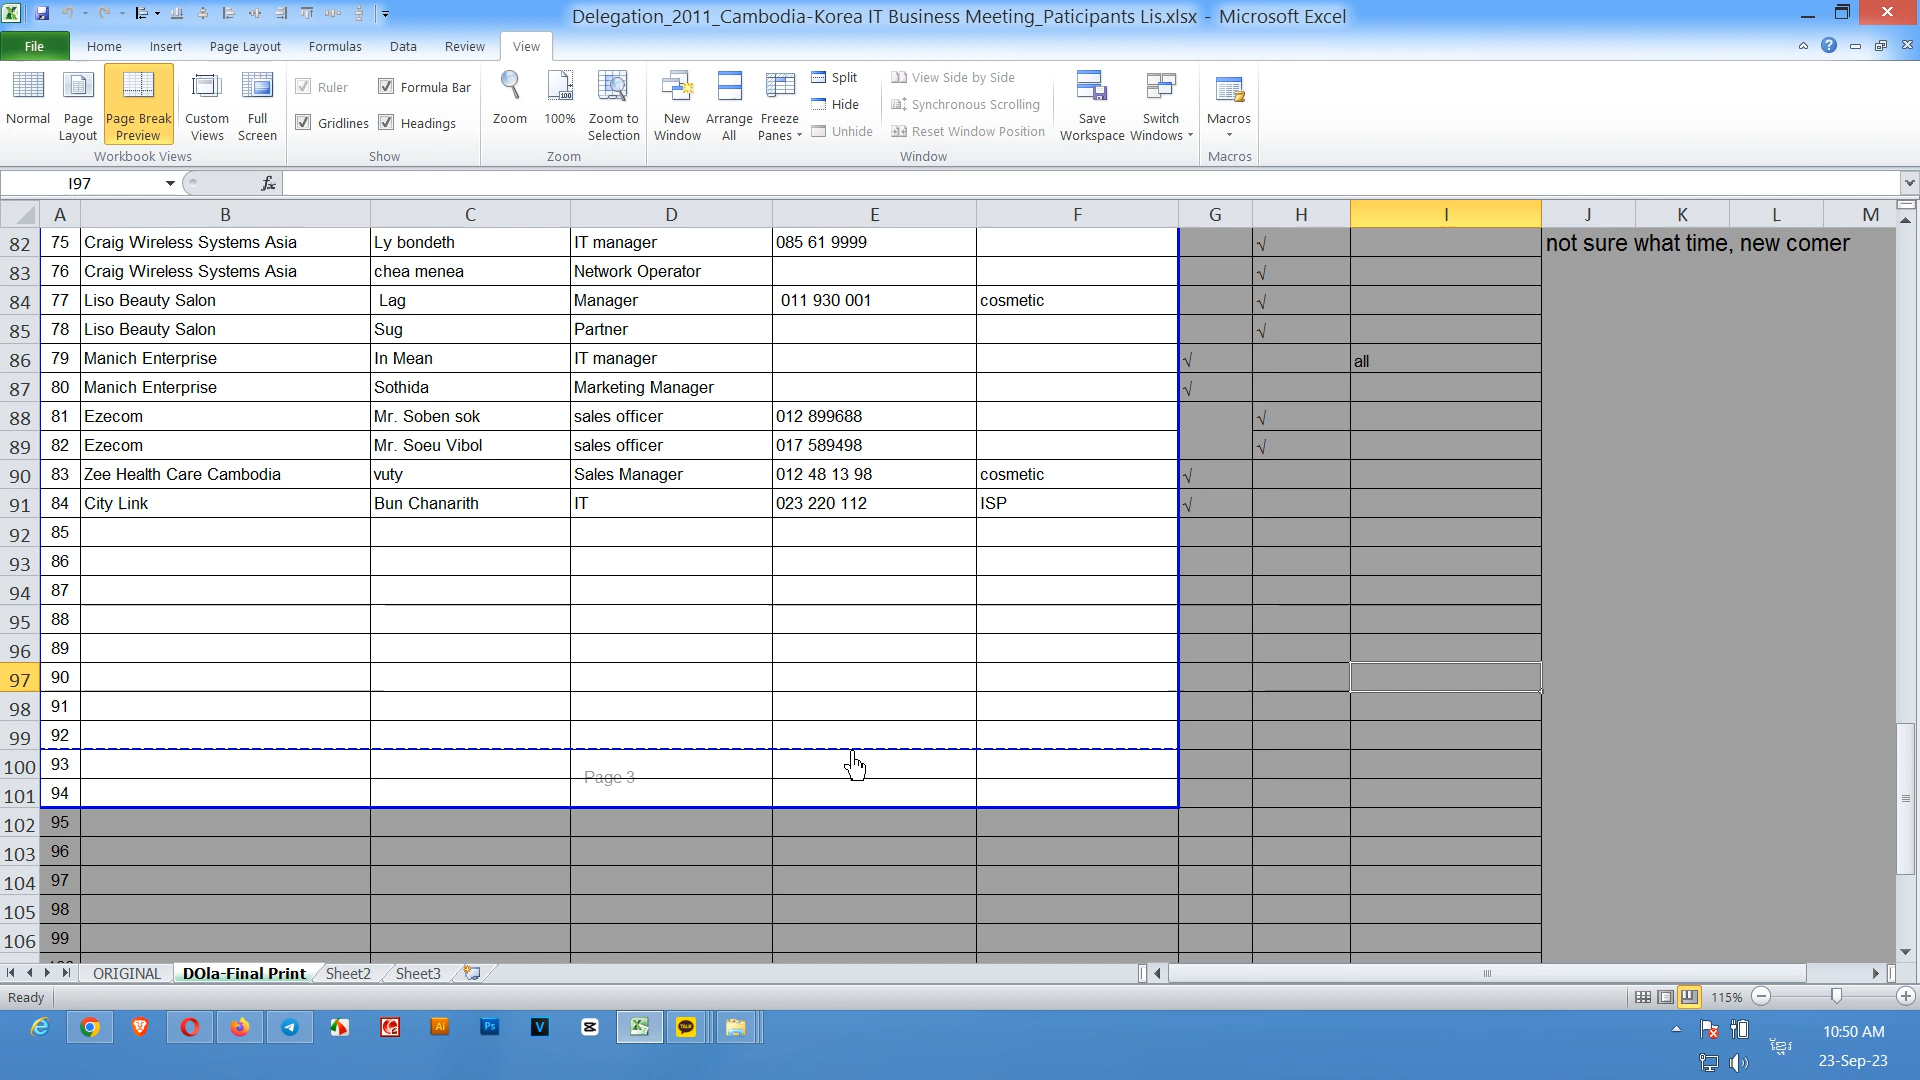 Delegation_2011_Cambodia-Korea IT Business Meeting_Paticipants Lis.xlsx - Microsoft Excel
File Home Insert Page Layout Formulas Data Review View
Normal Page Layout Page Break Preview Custom Views Full Screen
Workbook Views
Ruler Formula Bar
Gridlines Headings
Show
Zoom 100% Zoom to Selection
Zoom
New Window Arrange All Freeze Panes
Split
Hide
Unhide
View Side by Side
Synchronous Scrolling
Reset Window Position
Save Workspace Switch Windows
Window
Macros
Macros
I97 fx
A B C D E F G H I J K L M
82 75 Craig Wireless Systems Asia Ly bondeth IT manager 085 61 9999 √ not sure what time, new comer
83 76 Craig Wireless Systems Asia chea menea Network Operator √
84 77 Liso Beauty Salon Lag Manager 011 930 001 cosmetic √
85 78 Liso Beauty Salon Sug Partner √
86 79 Manich Enterprise In Mean IT manager √ all
87 80 Manich Enterprise Sothida Marketing Manager √
88 81 Ezecom Mr. Soben sok sales officer 012 899688 √
89 82 Ezecom Mr. Soeu Vibol sales officer 017 589498 √
90 83 Zee Health Care Cambodia vuty Sales Manager 012 48 13 98 cosmetic √
91 84 City Link Bun Chanarith IT 023 220 112 ISP √
92 85
93 86
94 87
95 88
96 89
97 90
98 91
99 92
100 93
Page 3
101 94
102 95
103 96
104 97
105 98
106 99
ORIGINAL DOla-Final Print Sheet2 Sheet3
Ready 115%
Ai Ps V TALK
ខ្មែរ
10:50 AM
23-Sep-23